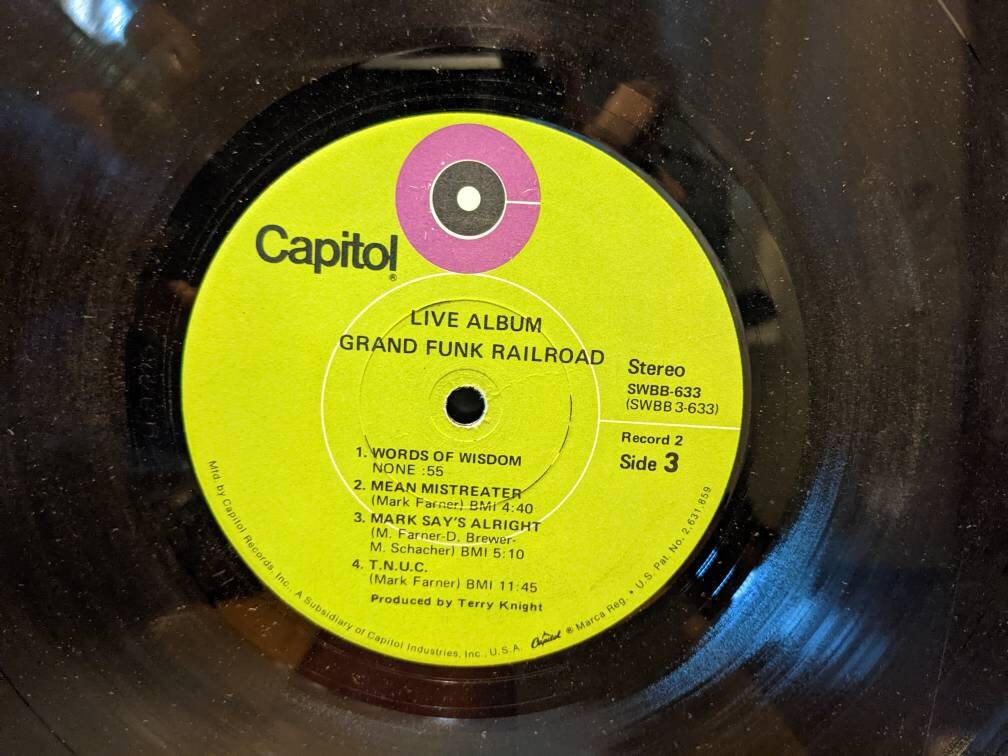 Capitol®
LIVE ALBUM
GRAND FUNK RAILROAD
Stereo
SWBB-633
(SWBB 3-633)
Record 2
Side 3
1. WORDS OF WISDOM
NONE :55
2. MEAN MISTREATER
(Mark Farner) BMI 4:40
3. MARK SAY'S ALRIGHT
(M. Farner-D. Brewer-
M. Schacher) BMI 5:10
4. T.N.U.C.
(Mark Farner) BMI 11:45
Produced by Terry Knight
Mfd. by Capitol Records, Inc., A Subsidiary of Capitol Industries, Inc., U.S.A. Capitol ® Marca Reg. • U.S. Pat. No. 2,631,859